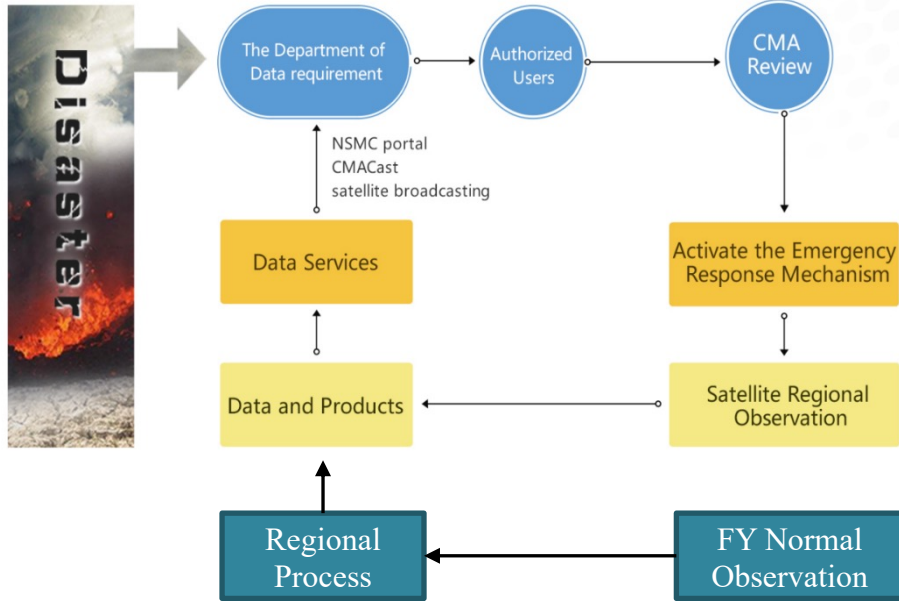 Disaster
The Department of
Data requirement
Authorized
Users
CMA
Review
NSMC portal
CMACast
satellite broadcasting
Data Services
Activate the Emergency
Response Mechanism
Data and Products
Satellite Regional
Observation
Regional
Process
FY Normal
Observation